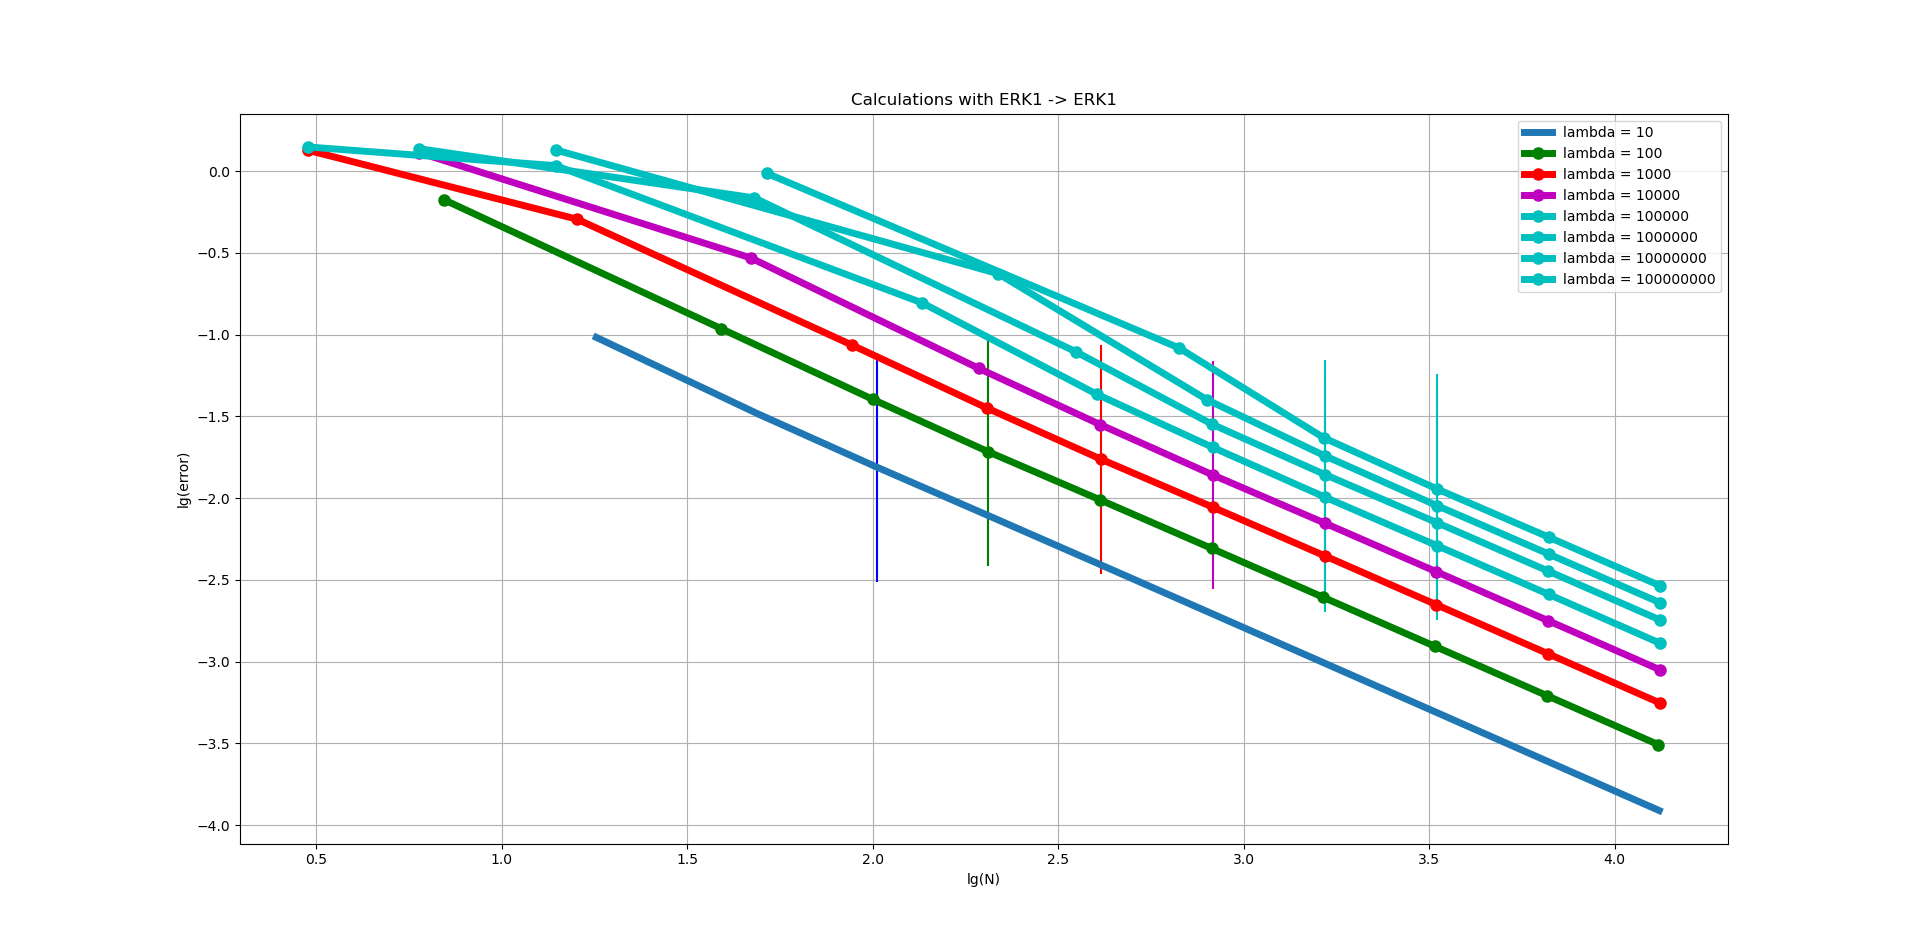 Calculations with ERK1 -> ERK1
lambda = 10
lambda = 100
lambda = 1000
lambda = 10000
lambda = 100000
lambda = 1000000
lambda = 10000000
lambda = 100000000
0.0
−0.5
−1.0
−1.5
−2.0
−2.5
−3.0
−3.5
−4.0
lg(error)
0.5 1.0 1.5 2.0 2.5 3.0 3.5 4.0
lg(N)